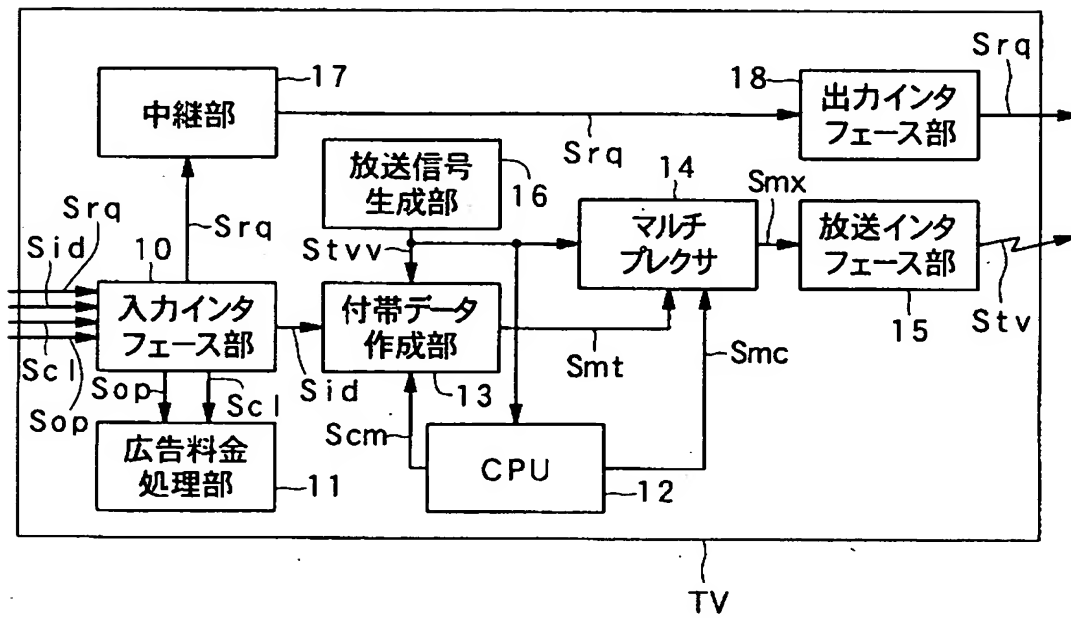 17
中継部
Srq
18
出力インタ
フェース部
Srq
放送信号
生成部
16
14
マルチ
プレクサ
Smx
放送インタ
フェース部
15
Stv
Srq
Sid
10
Srq
Stvv
入力インタ
フェース部
付帯データ
作成部
13
Scl
Sop
Sop
Scl
Sid
Smt
Smc
Scm
広告料金
処理部
11
CPU
12
TV